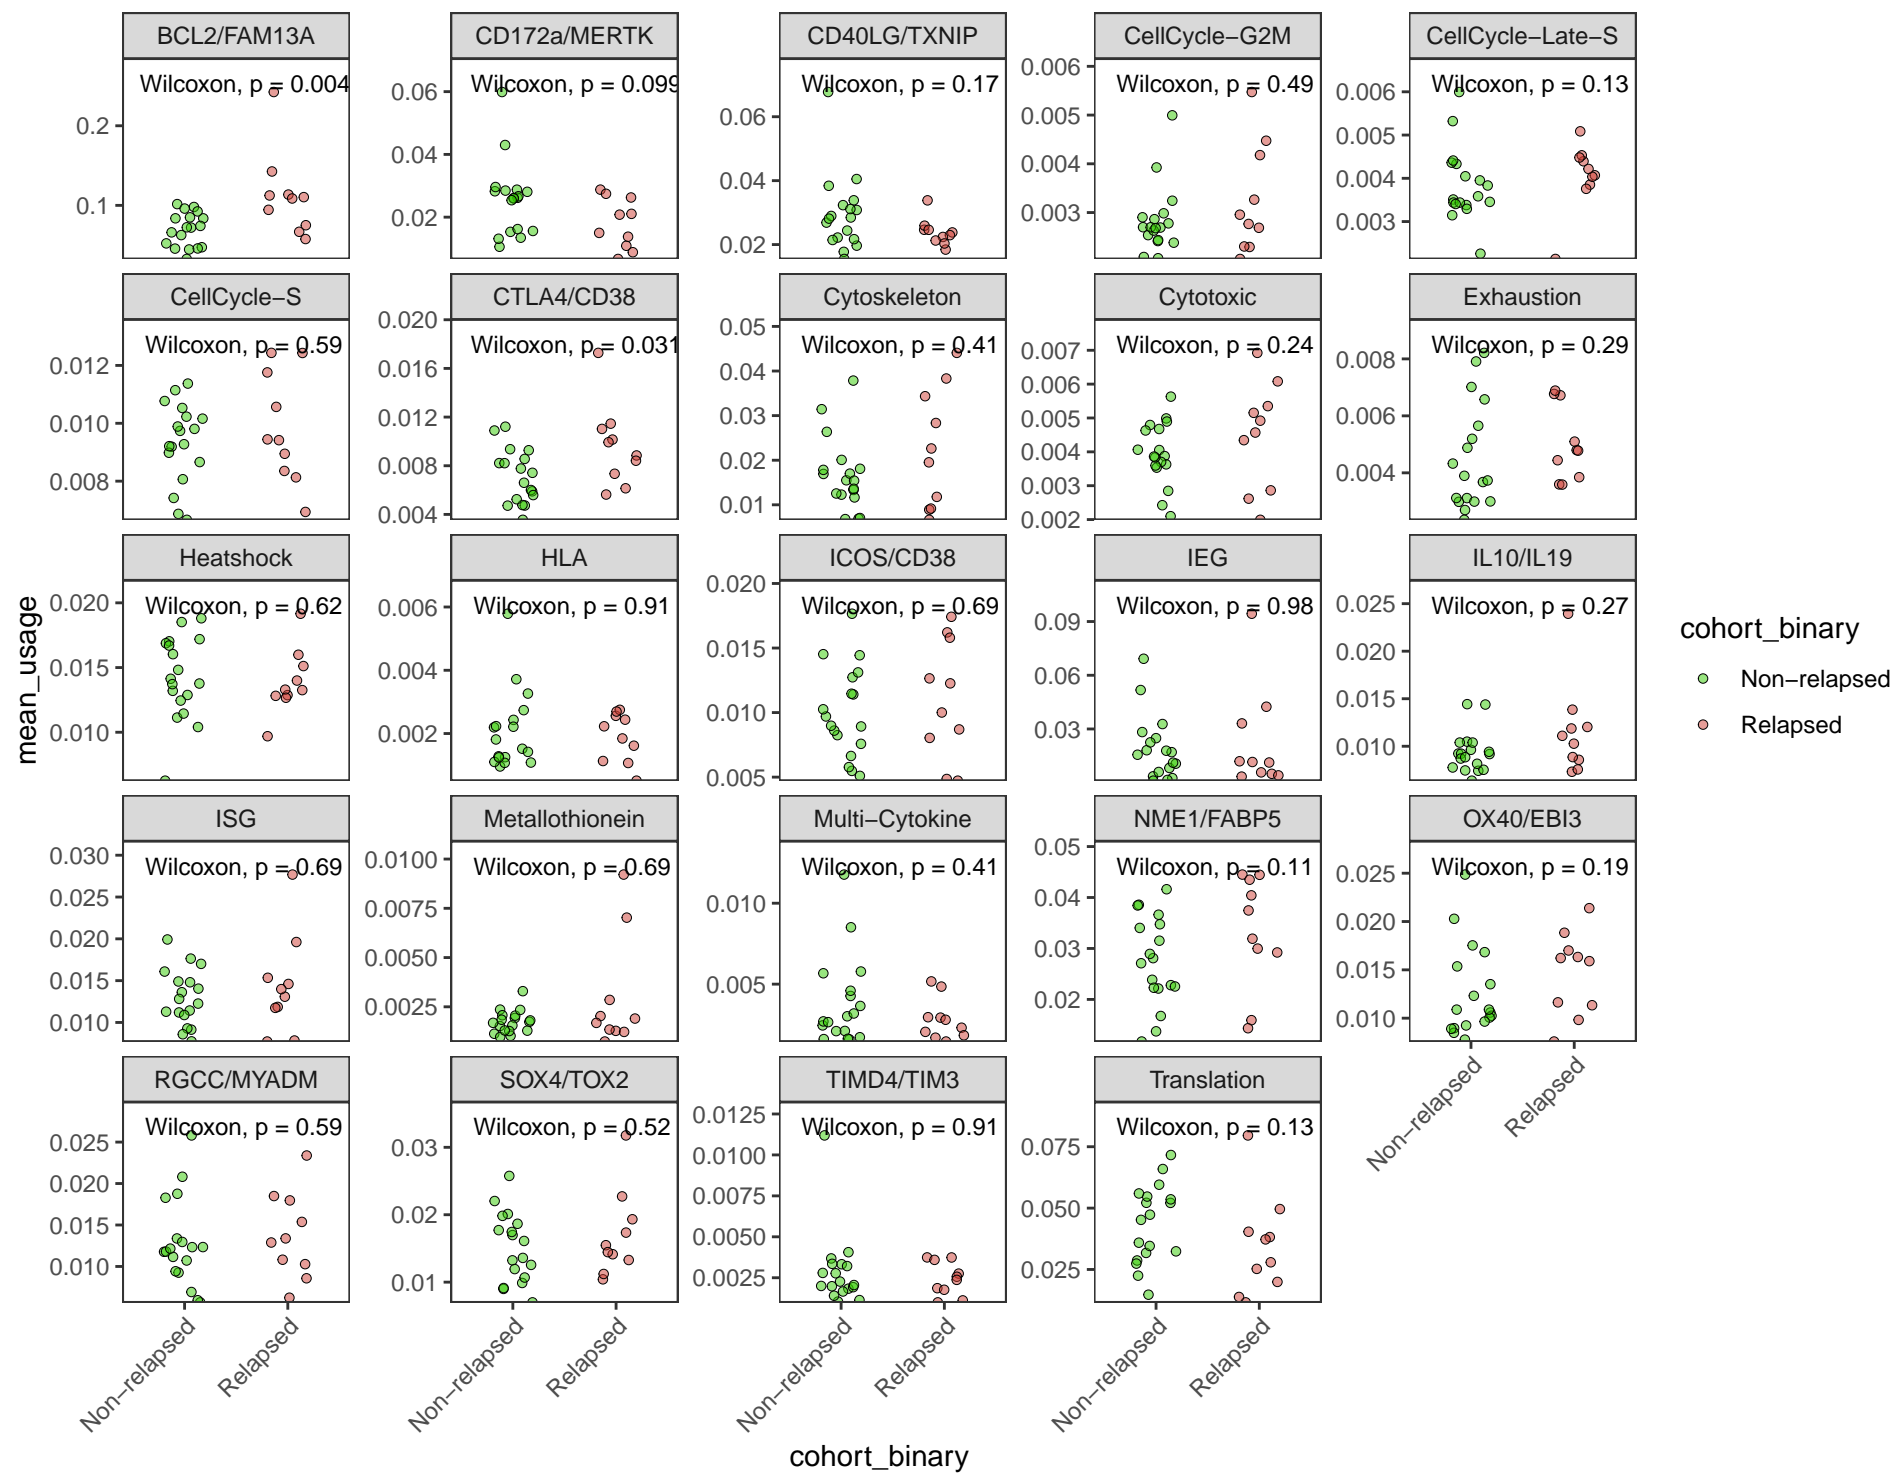 BCL2/FAM13A
CD172a/MERTK
CD40LG/TXNIP
CellCycle−G2M
CellCycle−Late−S
Wilcoxon, p = 0.004
Wilcoxon, p = 0.099
Wilcoxon, p = 0.17
Wilcoxon, p = 0.49
Wilcoxon, p = 0.13
0.2
0.1
0.06
0.04
0.02
0.06
0.04
0.02
0.006
0.005
0.004
0.003
0.006
0.005
0.004
0.003
CellCycle−S
CTLA4/CD38
Cytoskeleton
Cytotoxic
Exhaustion
Wilcoxon, p = 0.59
Wilcoxon, p = 0.031
Wilcoxon, p = 0.41
Wilcoxon, p = 0.24
Wilcoxon, p = 0.29
0.012
0.010
0.008
0.020
0.016
0.012
0.008
0.004
0.05
0.04
0.03
0.02
0.01
0.007
0.006
0.005
0.004
0.003
0.002
0.008
0.006
0.004
Heatshock
HLA
ICOS/CD38
IEG
IL10/IL19
Wilcoxon, p = 0.62
Wilcoxon, p = 0.91
Wilcoxon, p = 0.69
Wilcoxon, p = 0.98
Wilcoxon, p = 0.27
0.020
0.015
0.010
0.006
0.004
0.002
0.020
0.015
0.010
0.005
0.09
0.06
0.03
0.025
0.020
0.015
0.010
mean_usage
cohort_binary
Non−relapsed
Relapsed
ISG
Metallothionein
Multi−Cytokine
NME1/FABP5
OX40/EBI3
Wilcoxon, p = 0.69
Wilcoxon, p = 0.69
Wilcoxon, p = 0.41
Wilcoxon, p = 0.11
Wilcoxon, p = 0.19
0.030
0.025
0.020
0.015
0.010
0.0100
0.0075
0.0050
0.0025
0.010
0.005
0.05
0.04
0.03
0.02
0.025
0.020
0.015
0.010
Non−relapsed
Relapsed
RGCC/MYADM
SOX4/TOX2
TIMD4/TIM3
Translation
Wilcoxon, p = 0.59
Wilcoxon, p = 0.52
Wilcoxon, p = 0.91
Wilcoxon, p = 0.13
0.025
0.020
0.015
0.010
0.03
0.02
0.01
0.0125
0.0100
0.0075
0.0050
0.0025
0.075
0.050
0.025
Non−relapsed
Relapsed
Non−relapsed
Relapsed
Non−relapsed
Relapsed
Non−relapsed
Relapsed
cohort_binary